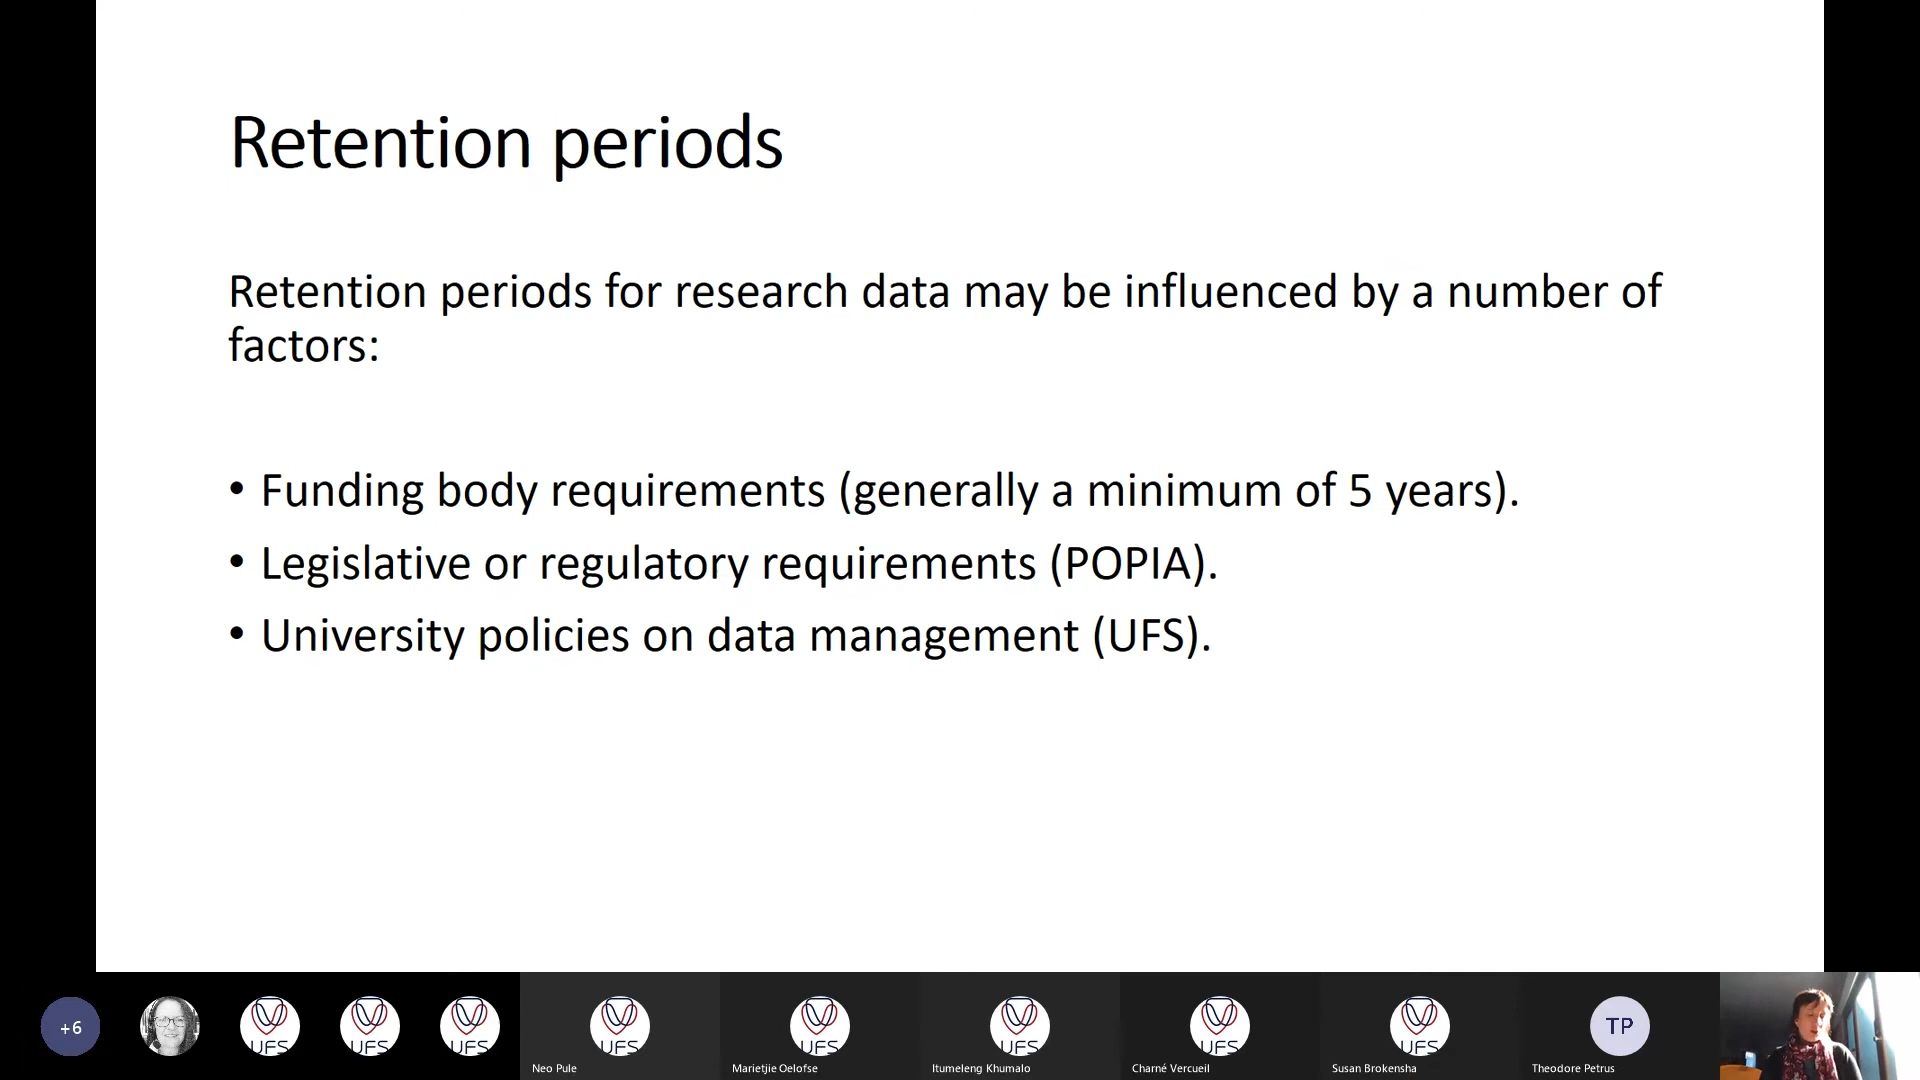 Retention periods
Retention periods for research data may be influenced by a number of
factors:
• Funding body requirements (generally a minimum of 5 years).
• Legislative or regulatory requirements (POPIA).
• University policies on data management (UFS).
+6
UFS
UFS
UFS
UFS
UFS
UFS
UFS
UFS
TP
Neo Pule
Marietjie Oelofse
Itumeleng Khumalo
Charné Vercueil
Susan Brokensha
Theodore Petrus